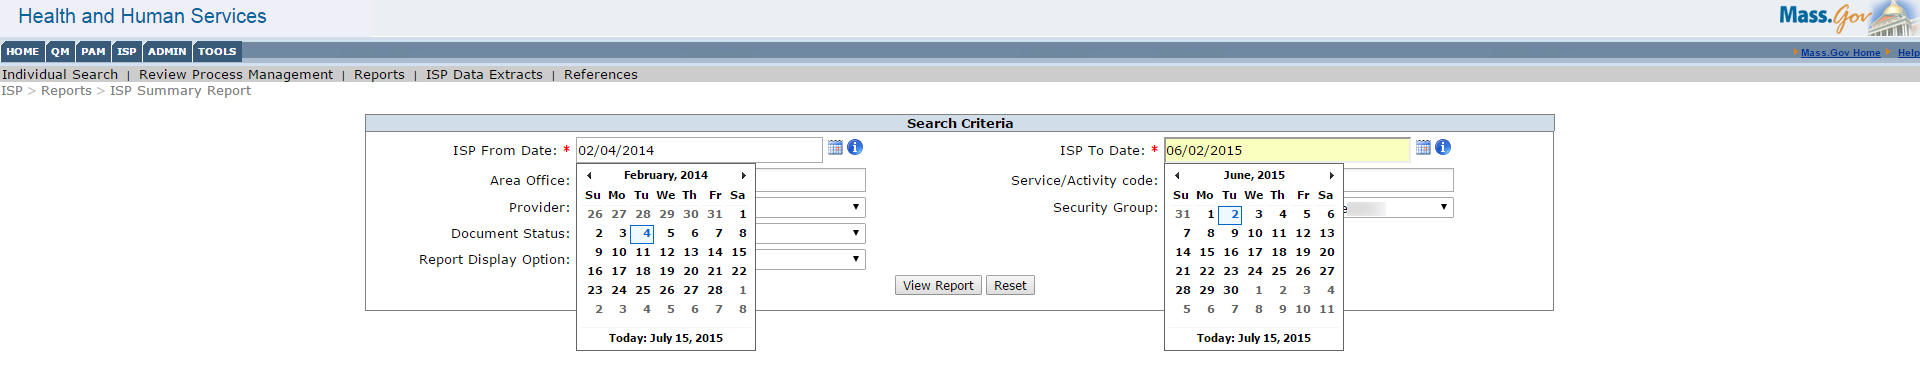 Health and Human Services
Mass.Gov
HOME QM PAM ISP ADMIN TOOLS
Mass.Gov Home Help
Individual Search | Review Process Management | Reports | ISP Data Extracts | References
ISP > Reports > ISP Summary Report
Search Criteria
ISP From Date: * 02/04/2014 ISP To Date: * 06/02/2015
Area Office: Service/Activity code:
Provider: Security Group:
Document Status:
Report Display Option:
View Report Reset
February, 2014
Su Mo Tu We Th Fr Sa
26 27 28 29 30 31 1
2 3 4 5 6 7 8
9 10 11 12 13 14 15
16 17 18 19 20 21 22
23 24 25 26 27 28 1
2 3 4 5 6 7 8
Today: July 15, 2015
June, 2015
Su Mo Tu We Th Fr Sa
31 1 2 3 4 5 6
7 8 9 10 11 12 13
14 15 16 17 18 19 20
21 22 23 24 25 26 27
28 29 30 1 2 3 4
5 6 7 8 9 10 11
Today: July 15, 2015